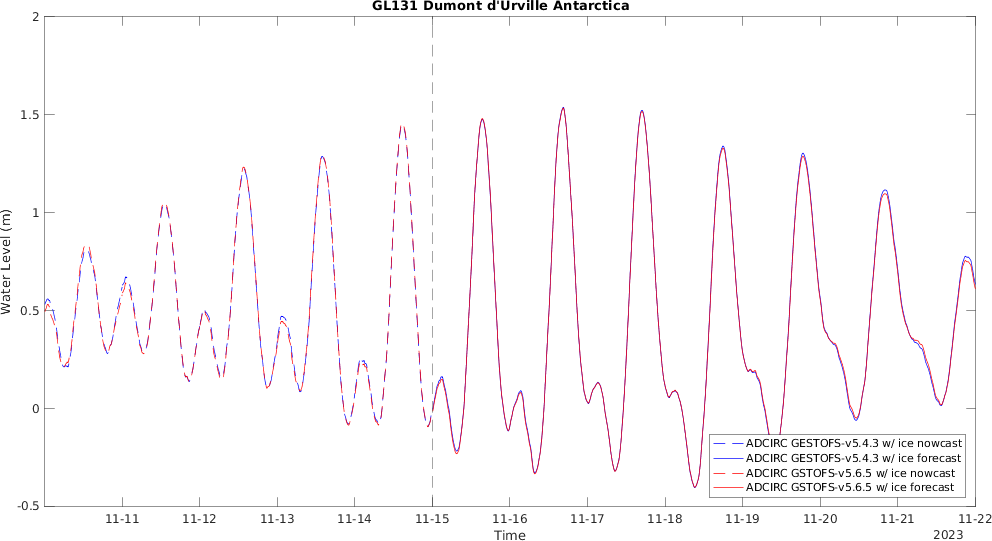 GL131 Dumont d'Urville Antarctica
2
1.5
1
0.5
0
-0.5
Water Level (m)
ADCIRC GESTOFS-v5.4.3 w/ ice nowcast
ADCIRC GESTOFS-v5.4.3 w/ ice forecast
ADCIRC GSTOFS-v5.6.5 w/ ice nowcast
ADCIRC GSTOFS-v5.6.5 w/ ice forecast
11-11 11-12 11-13 11-14 11-15 11-16 11-17 11-18 11-19 11-20 11-21 11-22
Time
2023